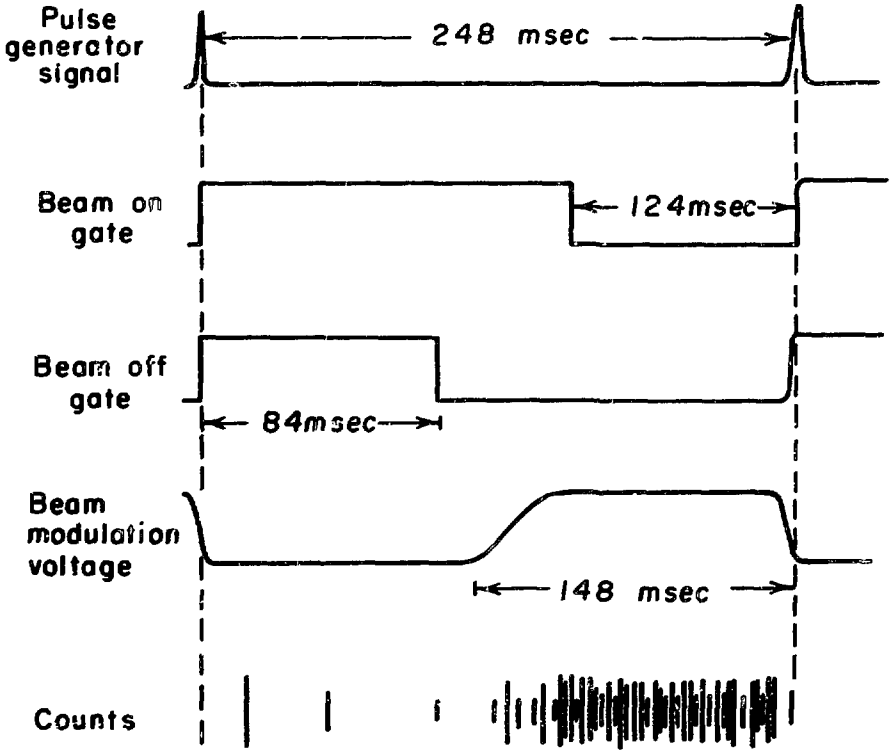 Pulse
generator
signal
248 msec
Beam on
gate
124msec
Beam off
gate
84msec
Beam
modulation
voltage
148 msec
Counts